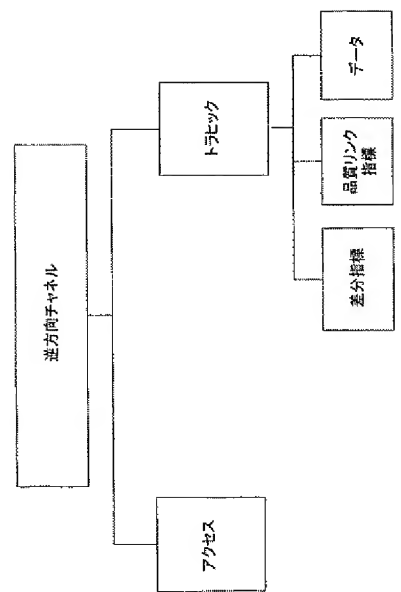 逆方向チャネル
アクセス
トラヒック
差分指標
品質リンク
指標
データ